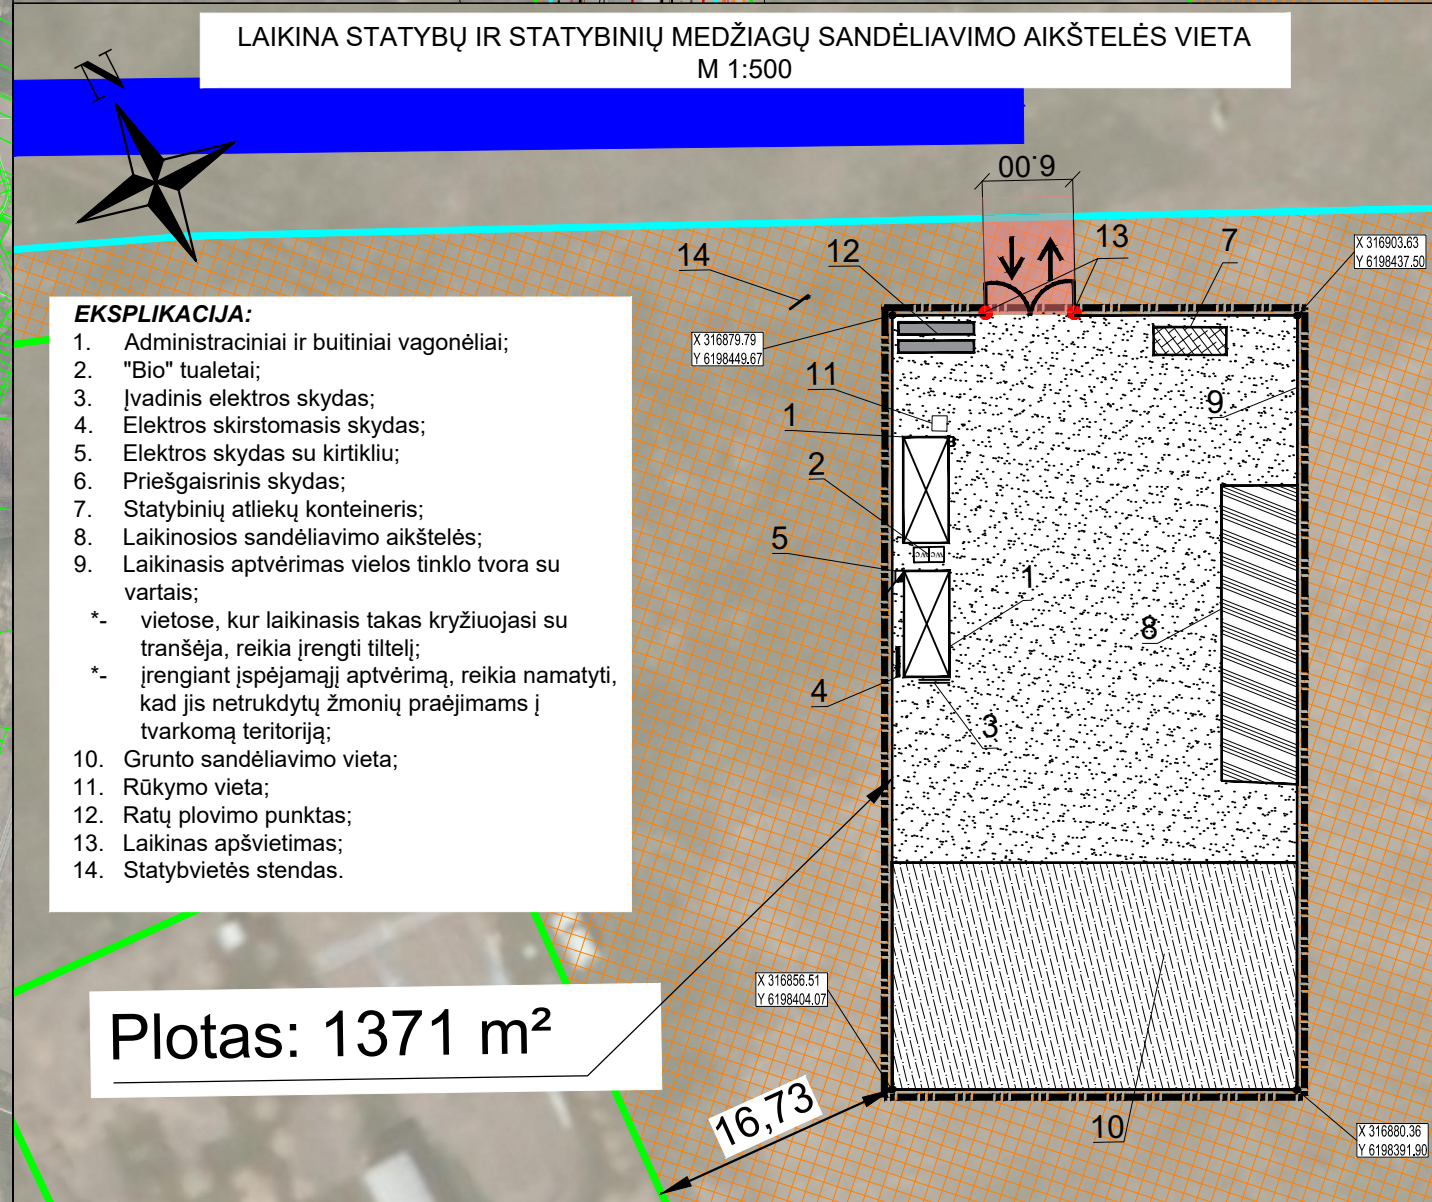 LAIKINA STATYBŲ IR STATYBINIŲ MEDŽIAGŲ SANDĖLIAVIMO AIKŠTELĖS VIETA
M 1:500
N
6.00
14
12
13
7
X 316903.63
Y 6198437.50
EKSPLIKACIJA:
1. Administraciniai ir buitiniai vagonėliai;
2. "Bio" tualetai;
3. Įvadinis elektros skydas;
4. Elektros skirstomasis skydas;
5. Elektros skydas su kirtikliu;
6. Priešgaisrinis skydas;
7. Statybinių atliekų konteineris;
8. Laikinosios sandėliavimo aikštelės;
9. Laikinasis aptvėrimas vielos tinklo tvora su
vartais;
*- vietose, kur laikinasis takas kryžiuojasi su
tranšėja, reikia įrengti tiltelį;
*- įrengiant įspėjamąjį aptvėrimą, reikia namatyti,
kad jis netrukdytų žmonių praėjimams į
tvarkomą teritoriją;
10. Grunto sandėliavimo vieta;
11. Rūkymo vieta;
12. Ratų plovimo punktas;
13. Laikinas apšvietimas;
14. Statybvietės stendas.
X 316879.79
Y 6198449.67
11
9
1
2
5
1
8
4
3
X 316856.51
Y 6198404.07
Plotas: 1371 m²
16,73
10
X 316880.36
Y 6198391.90